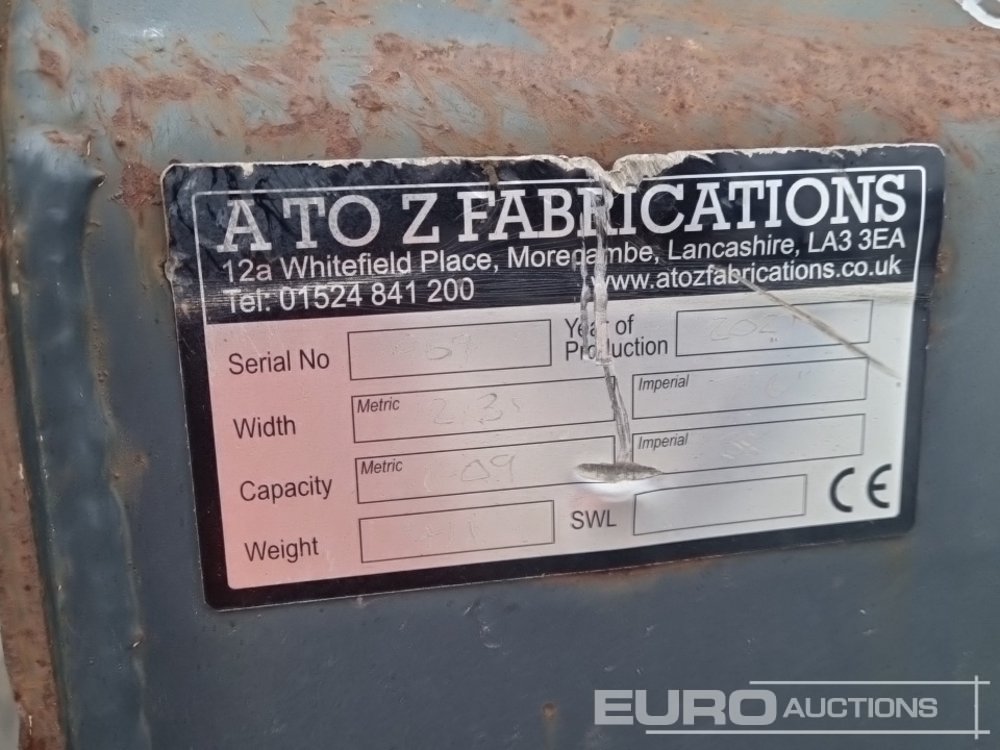 A TO Z FABRICATIONS
12a Whitefield Place, Morecambe, Lancashire, LA3 3EA
Tel: 01524 841 200 www.atozfabrications.co.uk
Serial No Year of Production
Width Metric Imperial
Capacity Metric Imperial
Weight SWL CE
EURO AUCTIONS